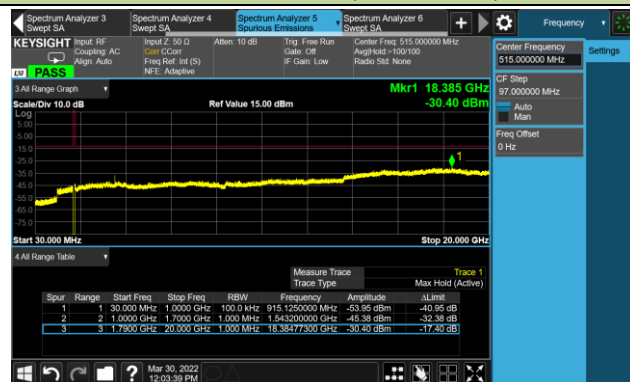 Spectrum Analyzer 3
Swept SA
Spectrum Analyzer 4
Swept SA
Spectrum Analyzer 5
Spurious Emissions
Spectrum Analyzer 6
Swept SA
Frequency
KEYSIGHT
Input: RF
Coupling: AC
Align: Auto
Input Z: 50 Ω
Corr CCorr
Freq Ref: Int (S)
NFE: Adaptive
Atten: 10 dB
Trig: Free Run
Gate: Off
IF Gain: Low
Center Freq: 515.000000 MHz
Avg|Hold:>100/100
Radio Std: None
LXI PASS
Center Frequency
515.000000 MHz
Settings
CF Step
97.000000 MHz
Auto
Man
Freq Offset
0 Hz
3 All Range Graph
Mkr1 18.385 GHz
Scale/Div 10.0 dB
Ref Value 15.00 dBm
-30.40 dBm
Log
5.00
-5.00
-15.0
-25.0
-35.0
-45.0
-55.0
-65.0
-75.0
1
Start 30.000 MHz
Stop 20.000 GHz
4 All Range Table
Measure Trace Trace 1
Trace Type Max Hold (Active)
Spur Range Start Freq Stop Freq RBW Frequency Amplitude ΔLimit
1 1 30.000 MHz 1.0000 GHz 100.0 kHz 915.1250000 MHz -53.95 dBm -40.95 dB
2 2 1.0000 GHz 1.7000 GHz 1.000 MHz 1.543200000 GHz -45.38 dBm -32.38 dB
3 3 1.7900 GHz 20.000 GHz 1.000 MHz 18.38477300 GHz -30.40 dBm -17.40 dB
Mar 30, 2022
12:03:39 PM